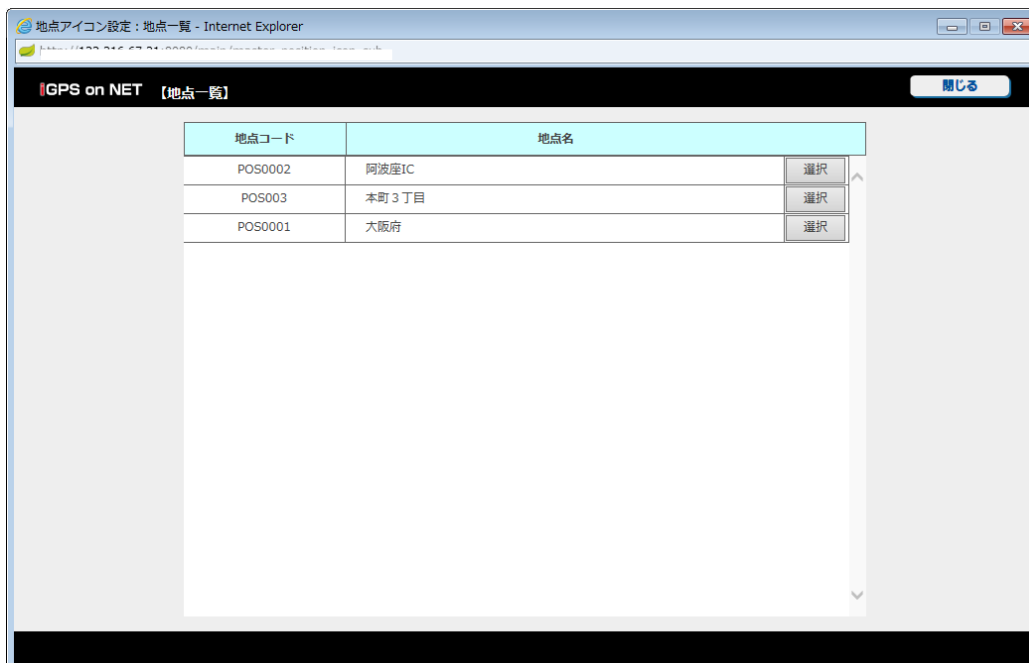 地点アイコン設定：地点一覧 - Internet Explorer
iGPS on NET 【地点一覧】 閉じる
地点コード 地点名
POS0002 阿波座IC 選択
POS003 本町３丁目 選択
POS0001 大阪府 選択